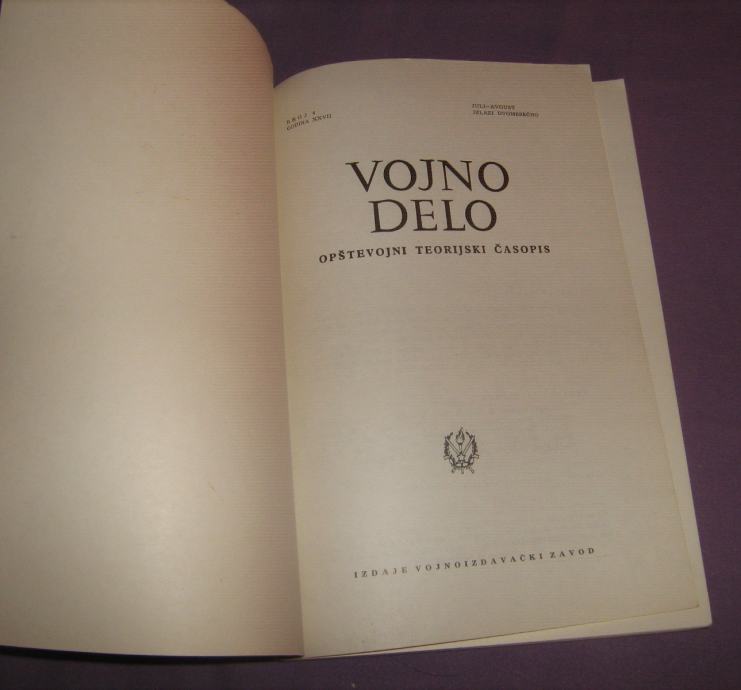 BROJ 4
GODINA XXVII
JULI–AVGUST
IZLAZI DVOMESEČNO
VOJNO
DELO
OPŠTEVOJNI TEORIJSKI ČASOPIS
IZDAJE VOJNOIZDAVAČKI ZAVOD